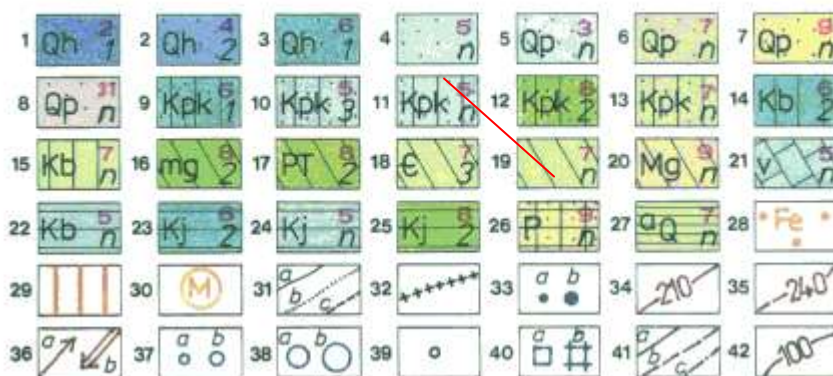 1 Qh 2 1 2 Qh 4 2 3 Qh 6 1 4 5 n 5 Qp 3 n 6 Qp 7 n 7 Qp 9 n
8 Qp 31 n 9 Kpk 6 1 10 Kpk 5 3 11 Kpk 5 n 12 Kpk 8 2 13 Kpk 7 n 14 Kb 6 2
15 Kb 7 n 16 mg 8 2 17 PT 8 2 18 Є 7 3 19 7 n 20 Mg 9 n 21 v 5 n
22 Kb 5 n 23 Kj 6 2 24 Kj 5 n 25 Kj 8 2 26 P 9 n 27 aQ 7 n 28 Fe
29 30 M 31 a b c 32 33 a b 34 210 35 240
36 a b 37 a b 38 a b 39 40 a b 41 a b c 42 100